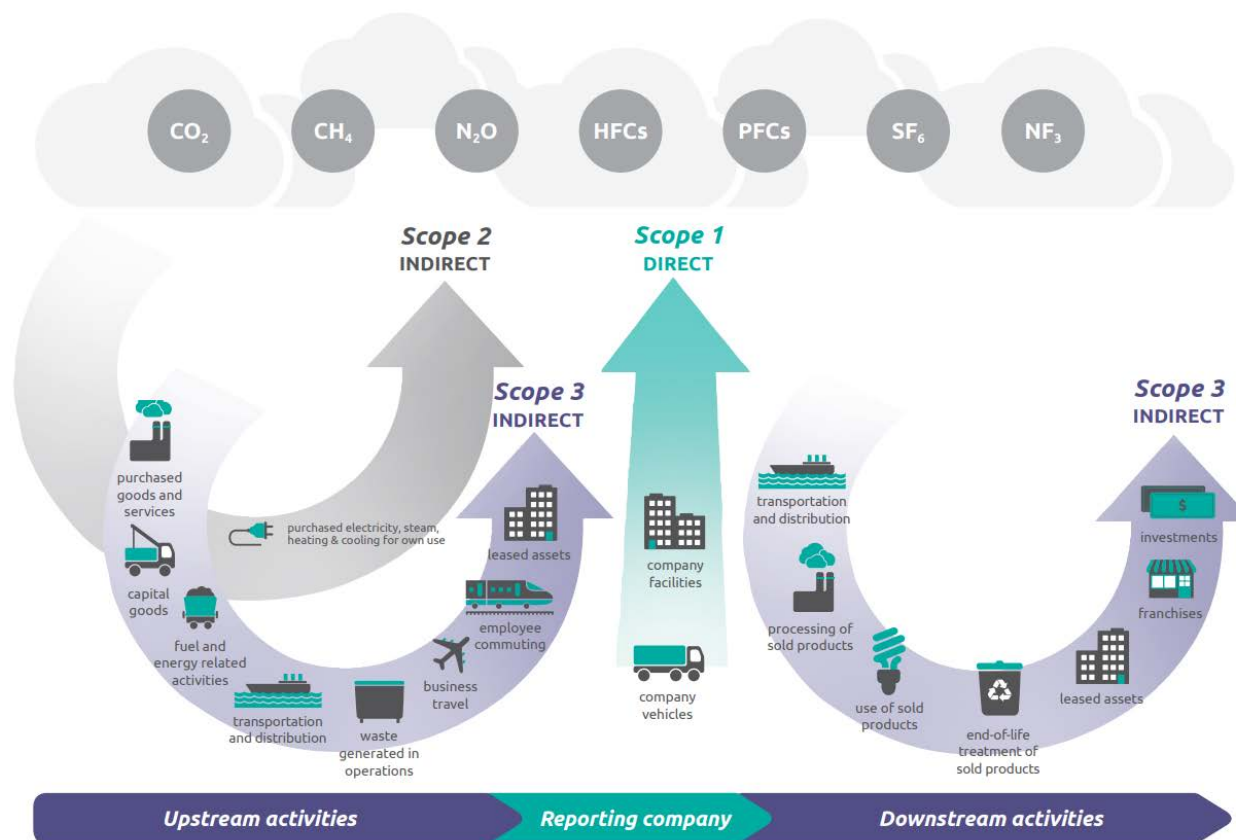 CO₂
CH₄
N₂O
HFCs
PFCs
SF₆
NF₃
Scope 2
INDIRECT
Scope 1
DIRECT
Scope 3
INDIRECT
Scope 3
INDIRECT
purchased
goods and
services
capital
goods
fuel and
energy related
activities
transportation
and distribution
waste
generated in
operations
business
travel
employee
commuting
leased assets
purchased electricity, steam,
heating & cooling for own use
company
facilities
company
vehicles
transportation
and distribution
processing of
sold products
use of sold
products
end-of-life
treatment of
sold products
leased assets
franchises
$
investments
Upstream activities
Reporting company
Downstream activities